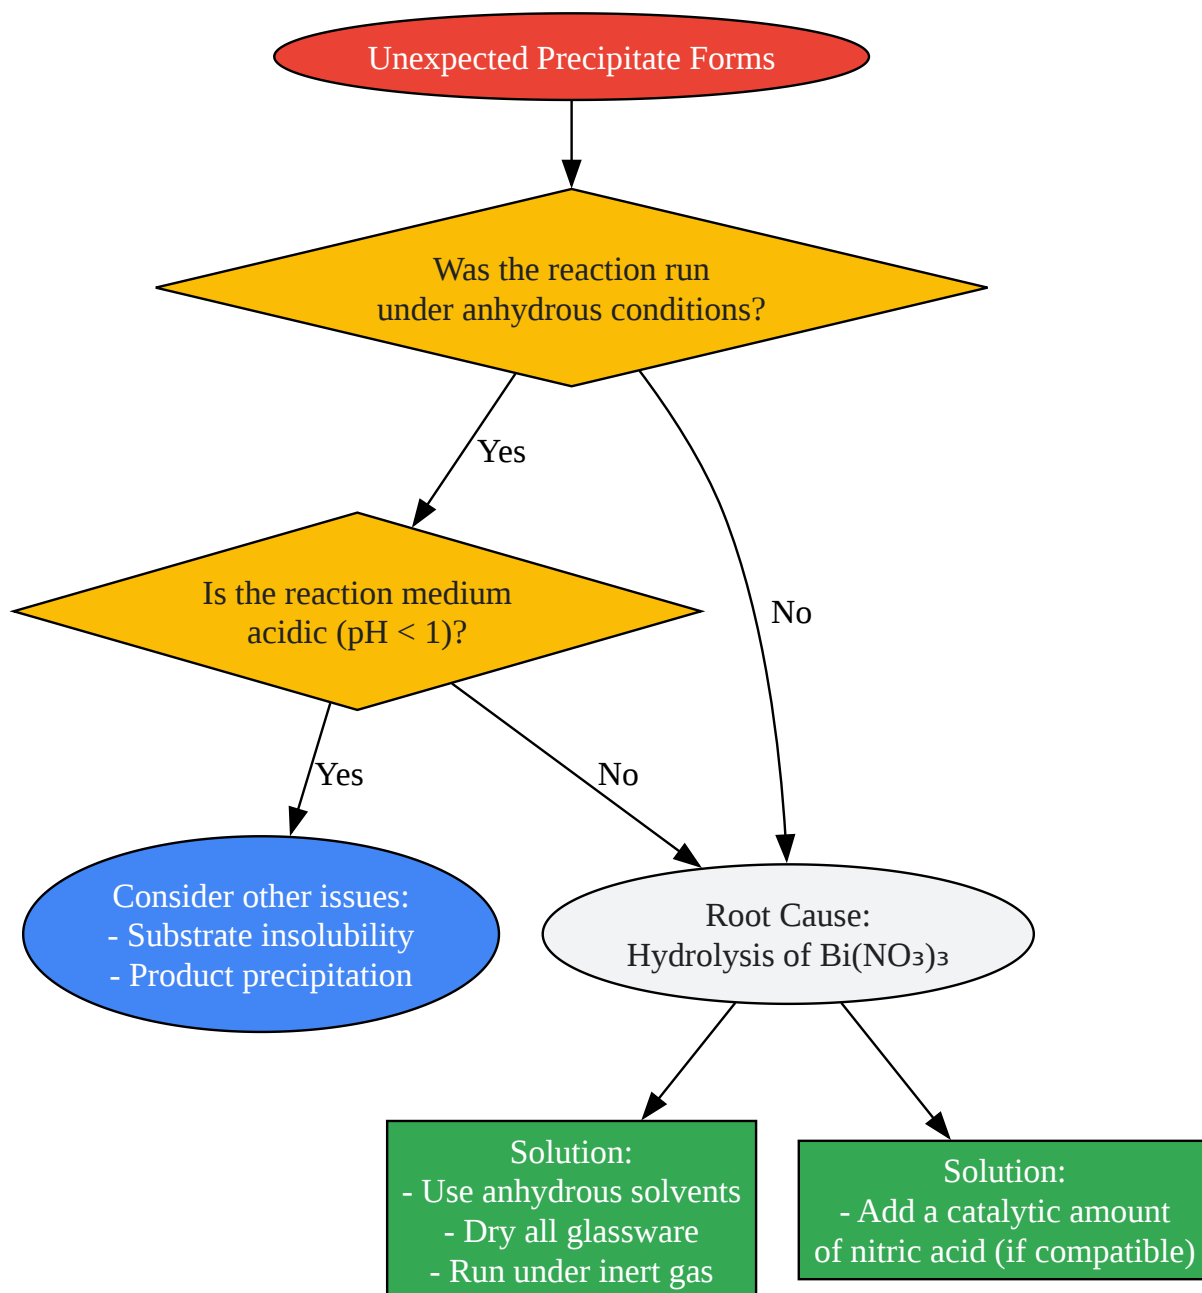 Unexpected Precipitate Forms
Was the reaction run
under anhydrous conditions?
Yes
No
Is the reaction medium
acidic (pH < 1)?
Yes
No
Consider other issues:
- Substrate insolubility
- Product precipitation
Root Cause:
Hydrolysis of Bi(NO₃)₃
Solution:
- Use anhydrous solvents
- Dry all glassware
- Run under inert gas
Solution:
- Add a catalytic amount
of nitric acid (if compatible)